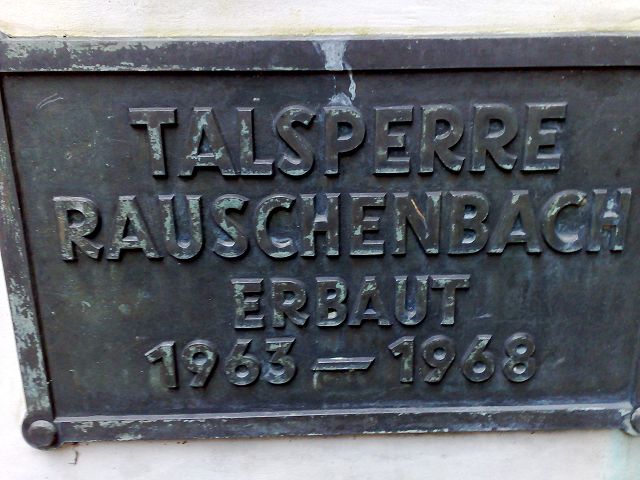 TALSPERRE
RAUSCHENBACH
ERBAUT
1963 – 1968